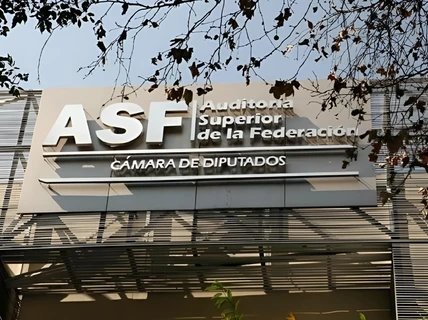 ASF
Auditoría
Superior
de la Federación
CÁMARA DE DIPUTADOS